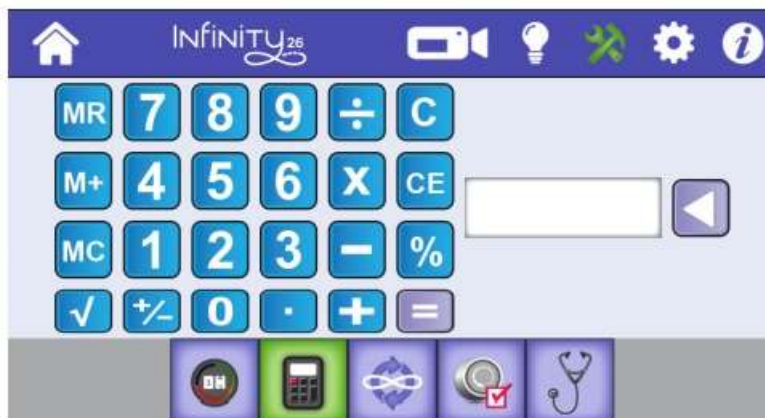 Infinity 26
MR 7 8 9 ÷ C
M+ 4 5 6 X CE
MC 1 2 3 − %
√ +/− 0 . + =